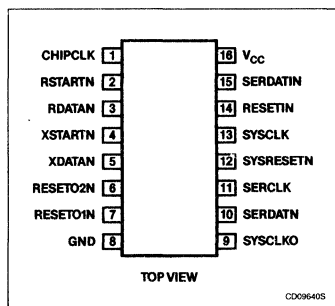 CHIPCLK 1 16 VCC
RSTARTN 2 15 SERDATIN
RDATAN 3 14 RESETIN
XSTARTN 4 13 SYSCLK
XDATAN 5 12 SYSRESETN
RESETO2N 6 11 SERCLK
RESETO1N 7 10 SERDATN
GND 8 9 SYSCLKO
TOP VIEW
CD09640S